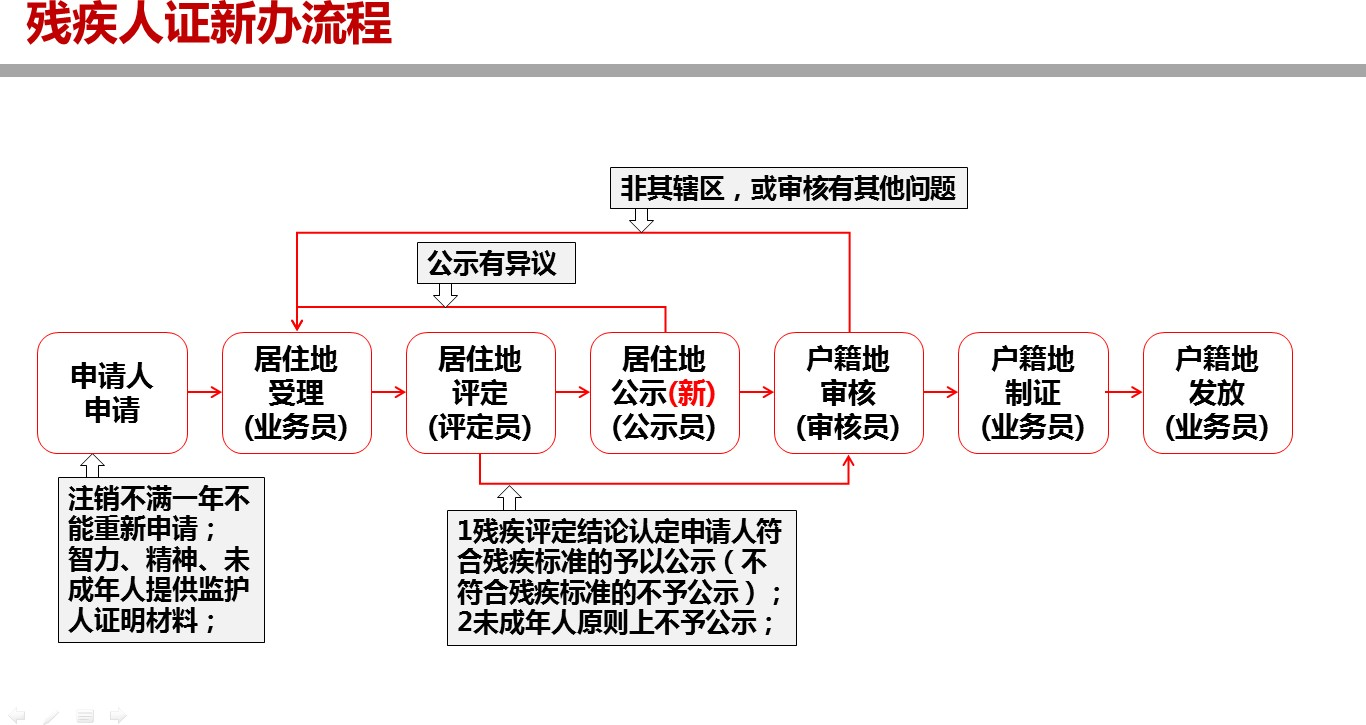 残疾人证新办流程
非其辖区，或审核有其他问题
公示有异议
申请人
申请
居住地
受理
(业务员)
居住地
评定
(评定员)
居住地
公示(新)
(公示员)
户籍地
审核
(审核员)
户籍地
制证
(业务员)
户籍地
发放
(业务员)
注销不满一年不
能重新申请；
智力、精神、未
成年人提供监护
人证明材料；
1残疾评定结论认定申请人符
合残疾标准的予以公示（不
符合残疾标准的不予公示）；
2未成年人原则上不予公示；